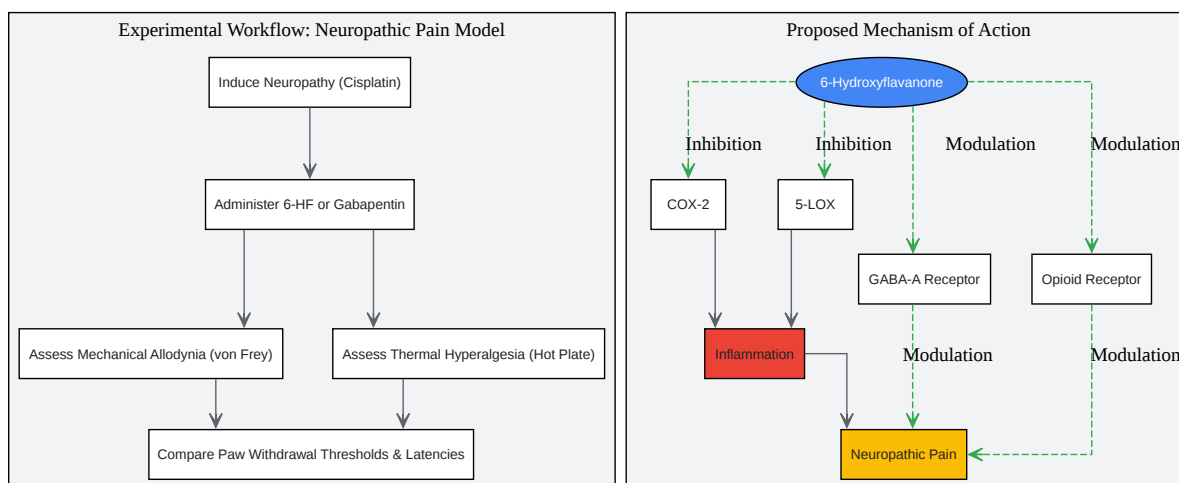 Experimental Workflow: Neuropathic Pain Model
Induce Neuropathy (Cisplatin)
Administer 6-HF or Gabapentin
Assess Mechanical Allodynia (von Frey)
Assess Thermal Hyperalgesia (Hot Plate)
Compare Paw Withdrawal Thresholds & Latencies
Proposed Mechanism of Action
6-Hydroxyflavanone
Inhibition
Inhibition
Modulation
Modulation
COX-2
5-LOX
GABA-A Receptor
Opioid Receptor
Inflammation
Modulation
Modulation
Neuropathic Pain